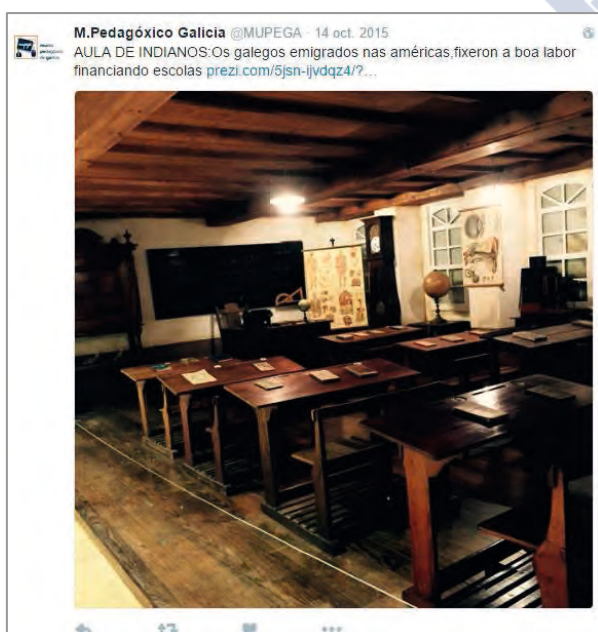 M.Pedagóxico Galicia @MUPEGA · 14 oct. 2015
AULA DE INDIANOS:Os galegos emigrados nas américas,fixeron a boa labor
financiando escolas prezi.com/5jsn-ijvdqz4/?...